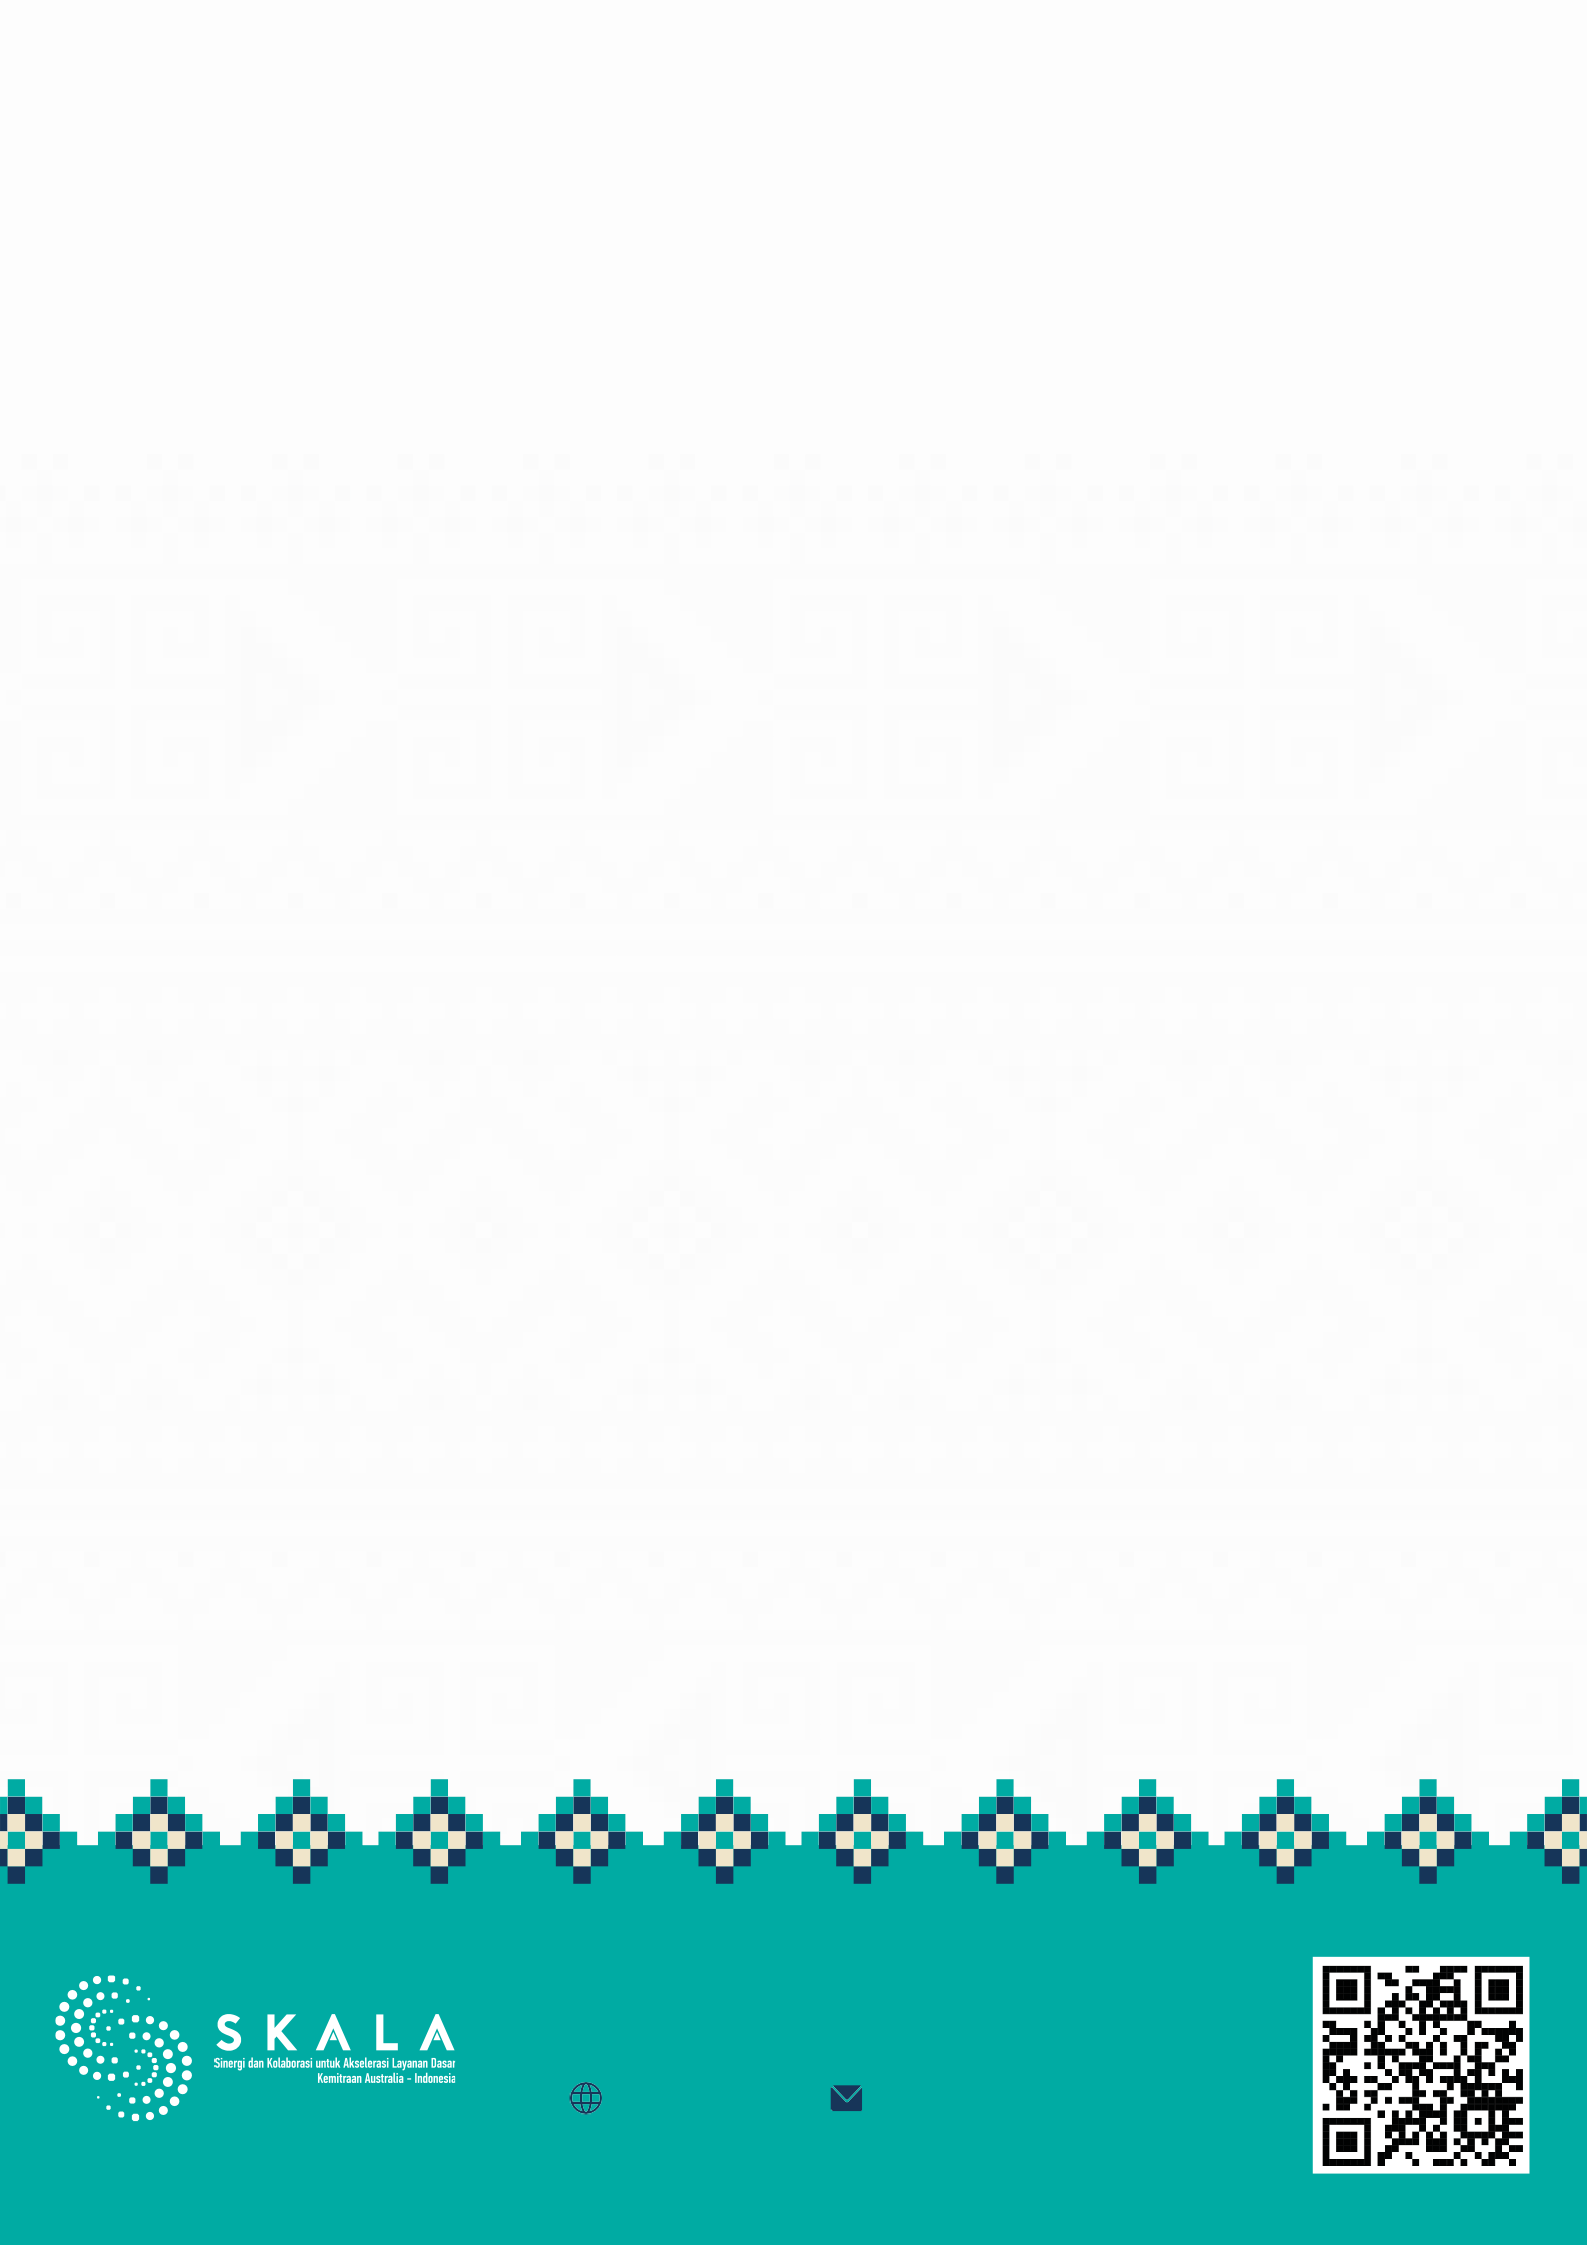 SKALA
Sinergi dan Kolaborasi untuk Akselerasi Layanan Dasar
Kemitraan Australia - Indonesia